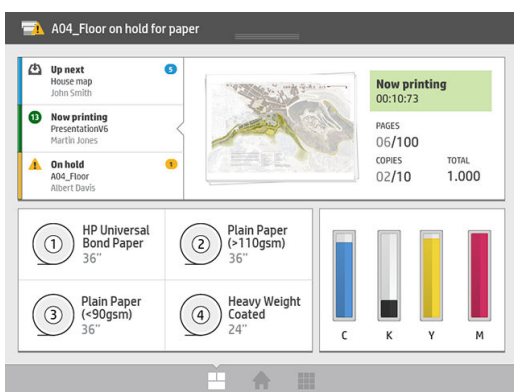 A04_Floor on hold for paper
Up next
5
House map
John Smith
13
Now printing
PresentationV6
Martin Jones
On hold
1
A04_Floor
Albert Davis
Now printing
00:10:73
PAGES
06/100
COPIES
TOTAL
02/10
1.000
1
HP Universal
Bond Paper
36"
2
Plain Paper
(>110gsm)
36"
3
Plain Paper
(<90gsm)
36"
4
Heavy Weight
Coated
24"
C
K
Y
M